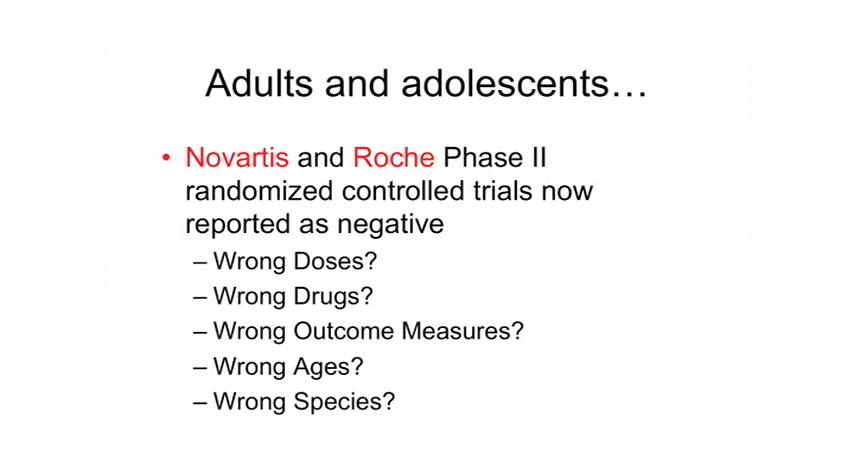 Adults and adolescents…
• Novartis and Roche Phase II
randomized controlled trials now
reported as negative
– Wrong Doses?
– Wrong Drugs?
– Wrong Outcome Measures?
– Wrong Ages?
– Wrong Species?